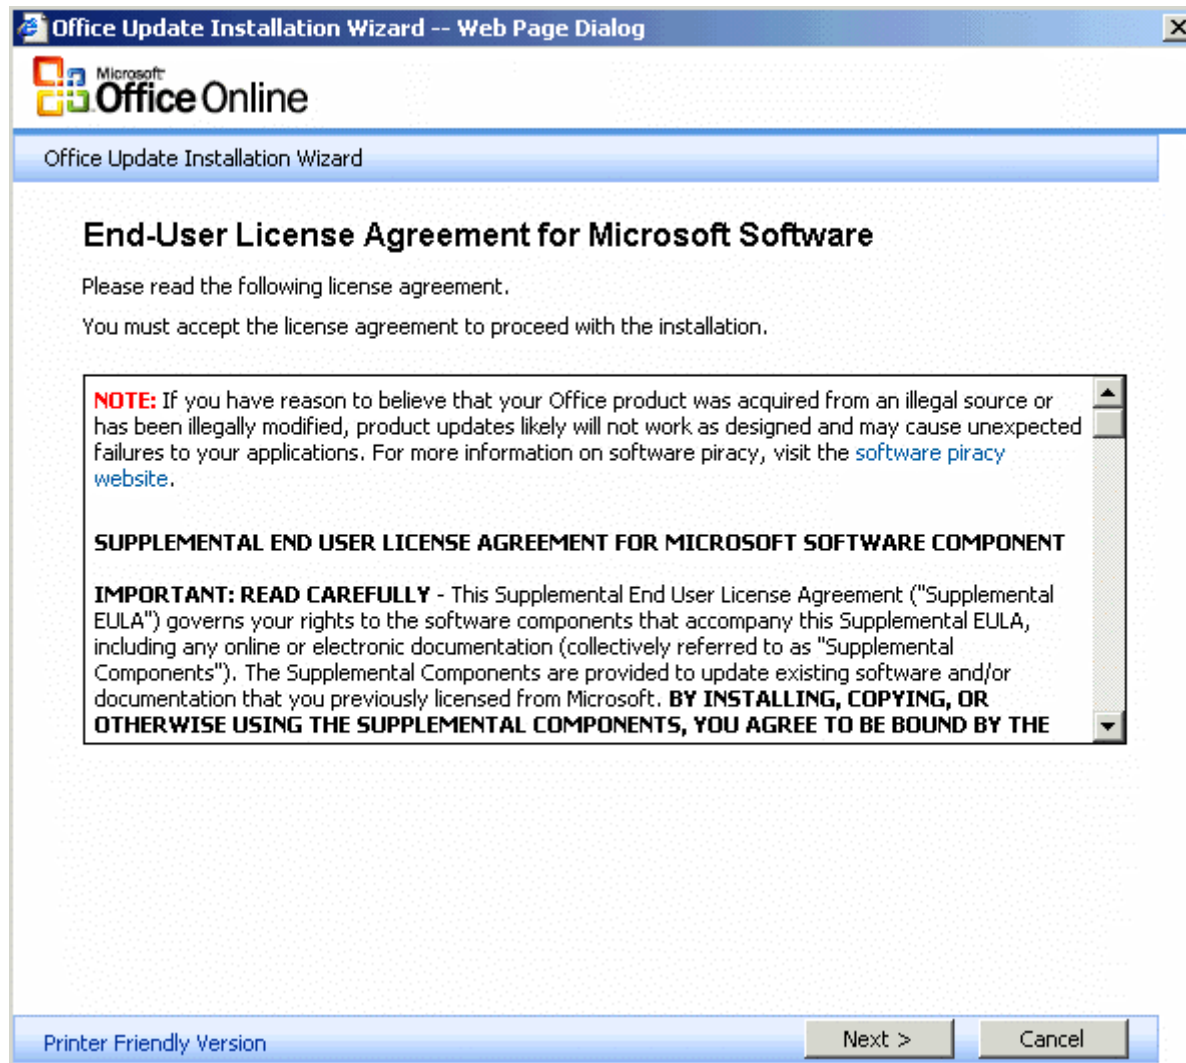 Office Update Installation Wizard -- Web Page Dialog
Microsoft
Office Online
Office Update Installation Wizard
End-User License Agreement for Microsoft Software
Please read the following license agreement.
You must accept the license agreement to proceed with the installation.
NOTE: If you have reason to believe that your Office product was acquired from an illegal source or
has been illegally modified, product updates likely will not work as designed and may cause unexpected
failures to your applications. For more information on software piracy, visit the software piracy
website.
SUPPLEMENTAL END USER LICENSE AGREEMENT FOR MICROSOFT SOFTWARE COMPONENT
IMPORTANT: READ CAREFULLY - This Supplemental End User License Agreement ("Supplemental
EULA") governs your rights to the software components that accompany this Supplemental EULA,
including any online or electronic documentation (collectively referred to as "Supplemental
Components"). The Supplemental Components are provided to update existing software and/or
documentation that you previously licensed from Microsoft. BY INSTALLING, COPYING, OR
OTHERWISE USING THE SUPPLEMENTAL COMPONENTS, YOU AGREE TO BE BOUND BY THE
Printer Friendly Version
Next >
Cancel